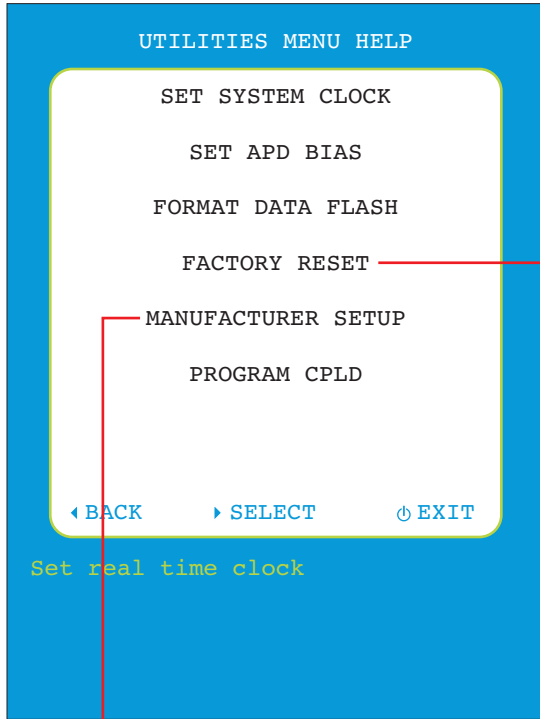 UTILITIES MENU HELP
SET SYSTEM CLOCK
SET APD BIAS
FORMAT DATA FLASH
FACTORY RESET
MANUFACTURER SETUP
PROGRAM CPLD
BACK SELECT EXIT
Set real time clock